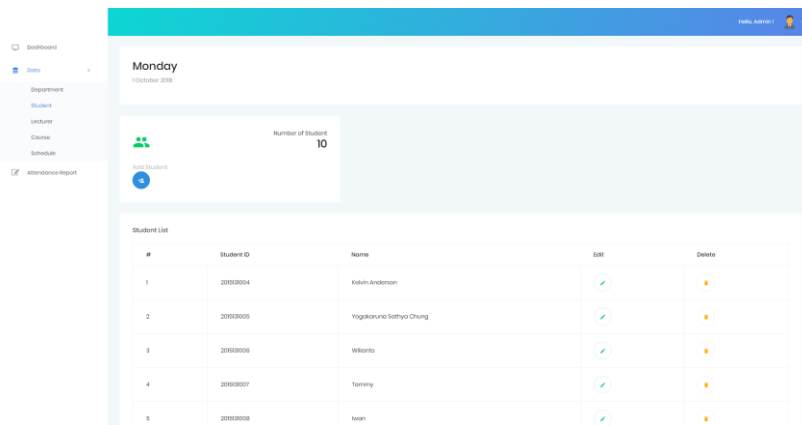 Hello, Admin !
Dashboard
Data
Department
Student
Lecturer
Course
Schedule
Attendance Report
Monday
1 October 2018
Number of Student
10
Add Student
Student List
# Student ID Name Edit Delete
1 2015131004 Kelvin Anderson
2 2015131005 Yogakaruna Sathya Chung
3 2015131006 Wilianto
4 2015131007 Tommy
5 2015131008 Iwan